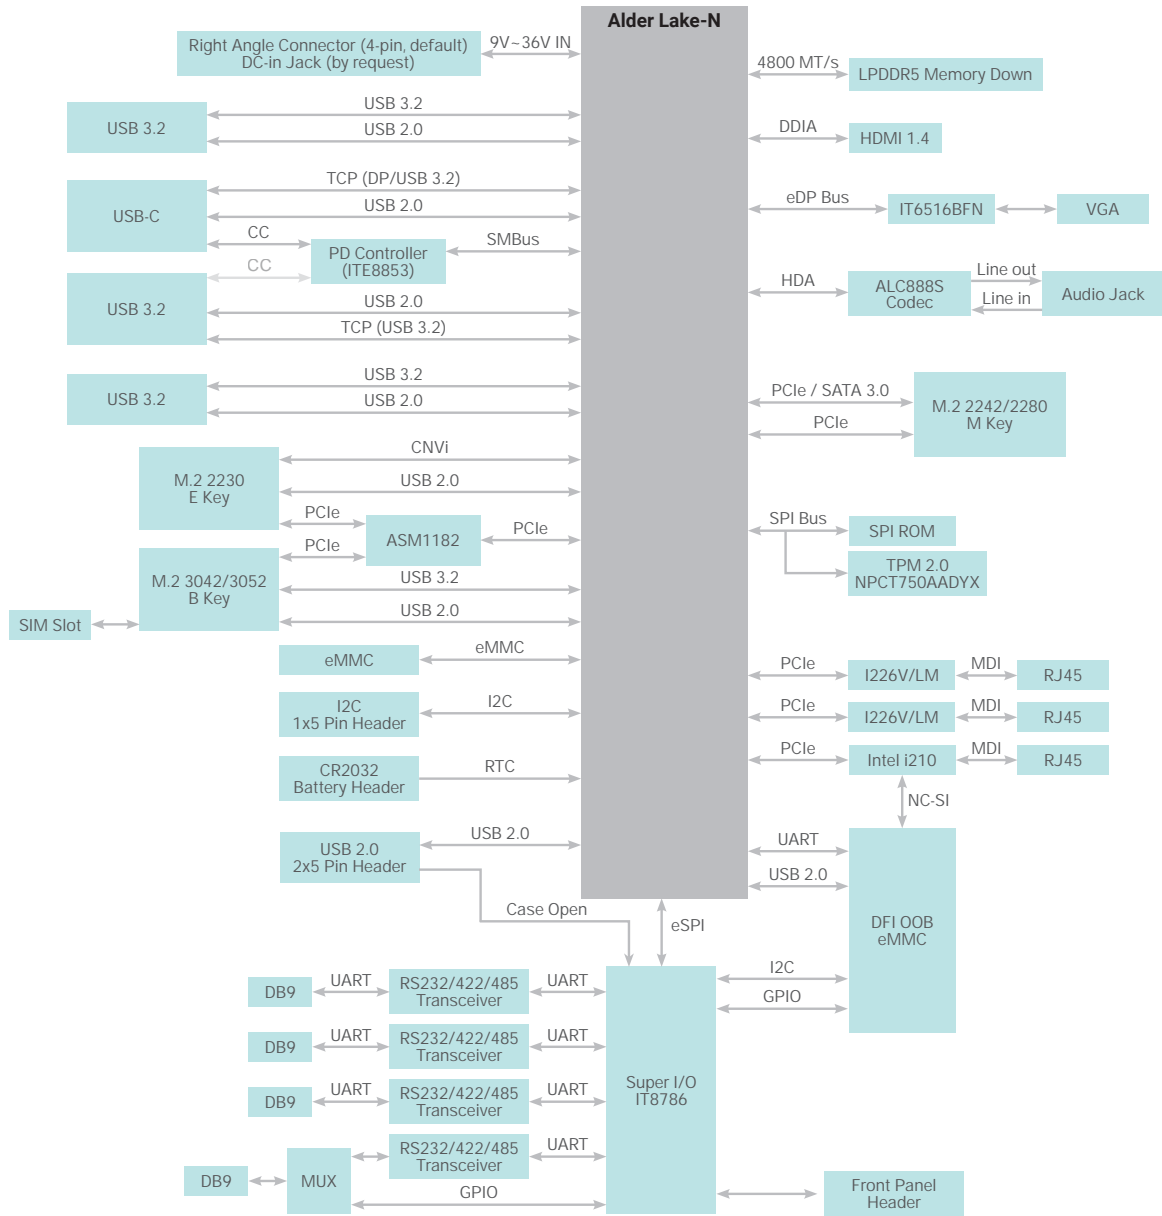 Alder Lake-N
Right Angle Connector (4-pin, default)
DC-in Jack (by request)
9V~36V IN
USB 3.2
USB 3.2
USB 2.0
USB-C
TCP (DP/USB 3.2)
USB 2.0
CC
PD Controller
(ITE8853)
SMBus
CC
USB 3.2
USB 2.0
TCP (USB 3.2)
USB 3.2
USB 3.2
USB 2.0
M.2 2230
E Key
CNVi
USB 2.0
PCIe
ASM1182
PCIe
PCIe
M.2 3042/3052
B Key
USB 3.2
USB 2.0
SIM Slot
eMMC
eMMC
I2C
1x5 Pin Header
I2C
CR2032
Battery Header
RTC
USB 2.0
2x5 Pin Header
USB 2.0
Case Open
eSPI
4800 MT/s
LPDDR5 Memory Down
DDIA
HDMI 1.4
eDP Bus
IT6516BFN
VGA
HDA
ALC888S
Codec
Line out
Line in
Audio Jack
PCIe / SATA 3.0
PCIe
M.2 2242/2280
M Key
SPI Bus
SPI ROM
TPM 2.0
NPCT750AADYX
PCIe
I226V/LM
MDI
RJ45
PCIe
I226V/LM
MDI
RJ45
PCIe
Intel i210
MDI
RJ45
NC-SI
UART
USB 2.0
DFI OOB
eMMC
I2C
GPIO
Super I/O
IT8786
DB9
UART
RS232/422/485
Transceiver
UART
DB9
UART
RS232/422/485
Transceiver
UART
DB9
UART
RS232/422/485
Transceiver
UART
DB9
MUX
RS232/422/485
Transceiver
UART
GPIO
Front Panel
Header